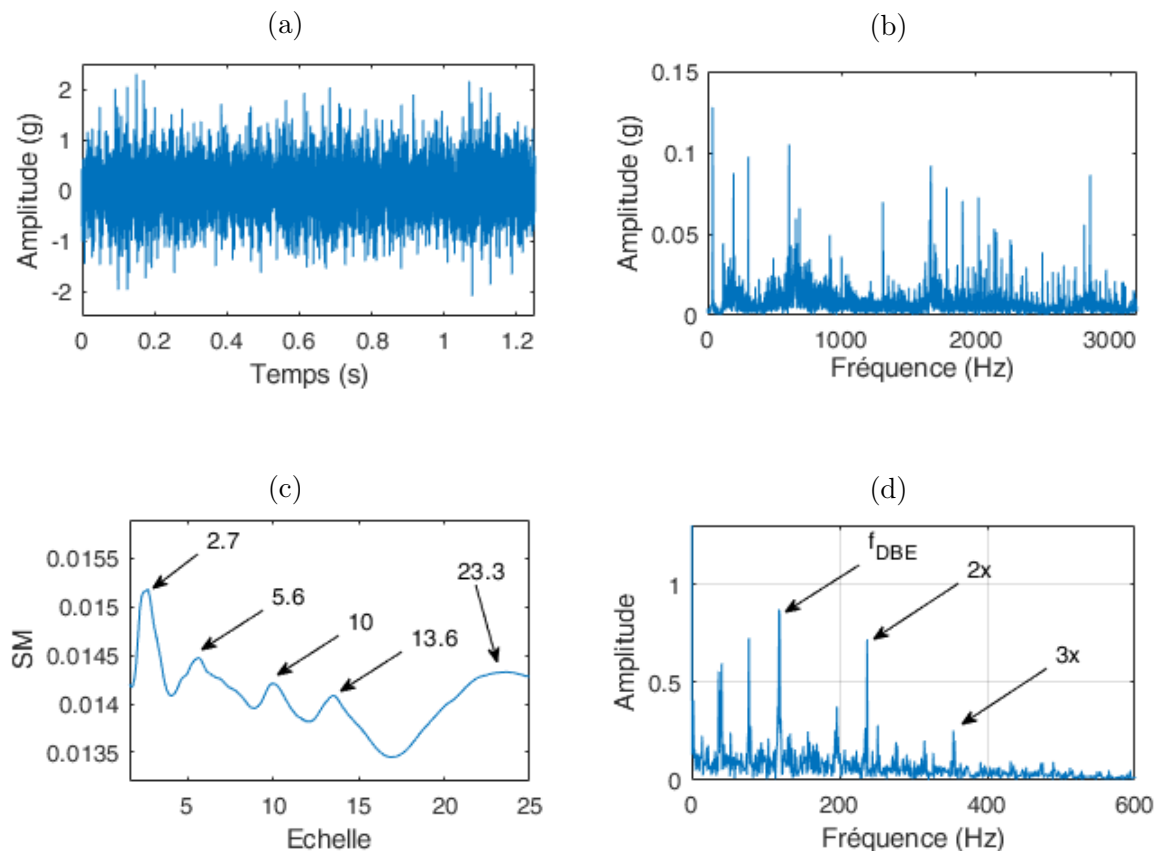 (a)
2
1
0
-1
-2
Amplitude (g)
0 0.2 0.4 0.6 0.8 1 1.2
Temps (s)
(b)
0.15
0.1
0.05
0
Amplitude (g)
0 1000 2000 3000
Fréquence (Hz)
(c)
0.0155
0.015
0.0145
0.014
0.0135
SM
2.7
5.6
10
13.6
23.3
5 10 15 20 25
Echelle
(d)
1
0.5
0
Amplitude
fDBE
2x
3x
0 200 400 600
Fréquence (Hz)